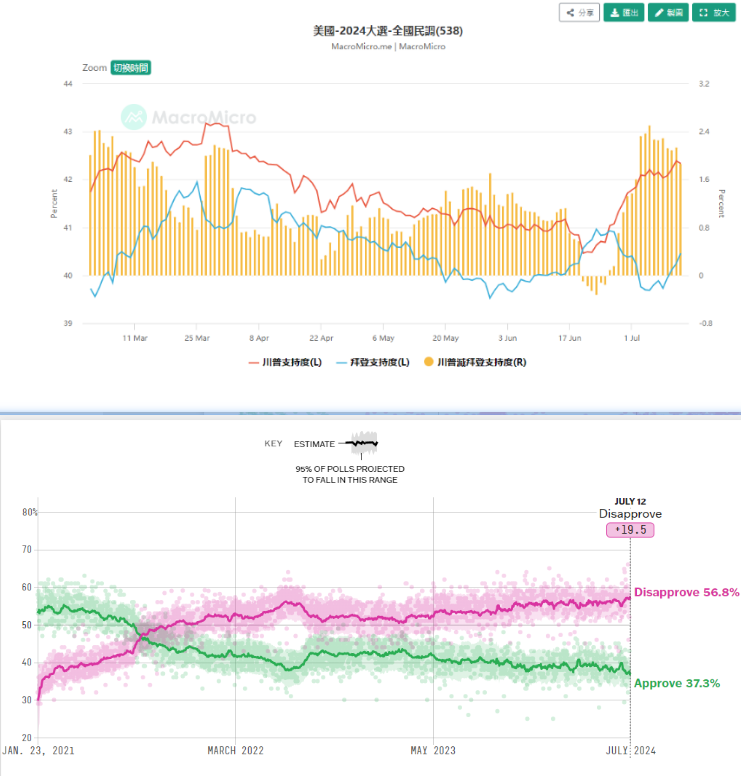 分享
匯出
製圖
放大
美國-2024大選-全國民調(538)
MacroMicro.me | MacroMicro
Zoom 切換時間
44 3.2
MacroMicro
43 2.4
42 1.6
Percent
Percent
41 0.8
40 0
39 -0.8
11 Mar 25 Mar 8 Apr 22 Apr 6 May 20 May 3 Jun 17 Jun 1 Jul
川普支持度(L) 拜登支持度(L) 川普減拜登支持度(R)
KEY ESTIMATE
95% OF POLLS PROJECTED
TO FALL IN THIS RANGE
JULY 12
Disapprove
+19.5
80%
70
60
Disapprove 56.8%
50
40
Approve 37.3%
30
20
JAN. 23, 2021 MARCH 2022 MAY 2023 JULY 2024